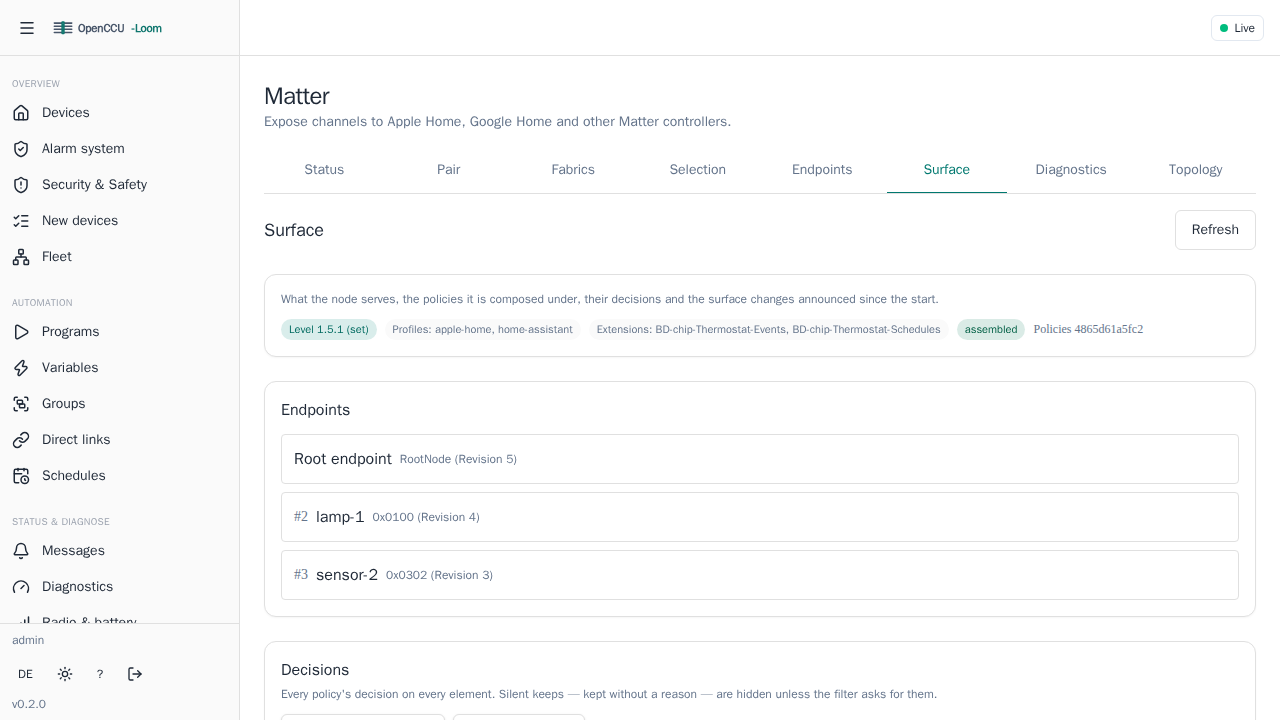 OpenCCU -Loom
Live
OVERVIEW
Devices
Alarm system
Security & Safety
New devices
Fleet
AUTOMATION
Programs
Variables
Groups
Direct links
Schedules
STATUS & DIAGNOSE
Messages
Diagnostics
Radio & battery
admin
DE
?
v0.2.0
Matter
Expose channels to Apple Home, Google Home and other Matter controllers.
Status Pair Fabrics Selection Endpoints Surface Diagnostics Topology
Surface
Refresh
What the node serves, the policies it is composed under, their decisions and the surface changes announced since the start.
Level 1.5.1 (set) Profiles: apple-home, home-assistant Extensions: BD-chip-Thermostat-Events, BD-chip-Thermostat-Schedules assembled Policies 4865d61a5fc2
Endpoints
Root endpoint RootNode (Revision 5)
#2 lamp-1 0x0100 (Revision 4)
#3 sensor-2 0x0302 (Revision 3)
Decisions
Every policy's decision on every element. Silent keeps — kept without a reason — are hidden unless the filter asks for them.